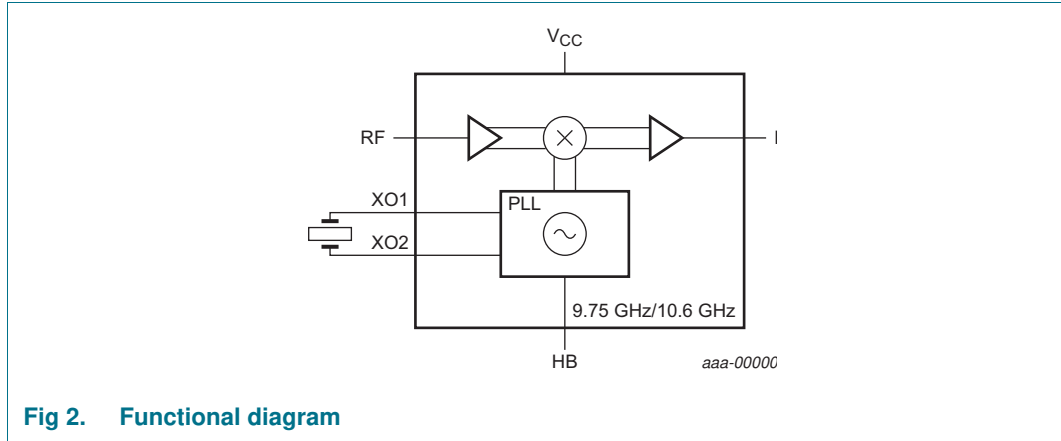 VCC
RF
XO1
PLL
XO2
9.75 GHz/10.6 GHz
HB
aaa-00000
Fig 2. Functional diagram